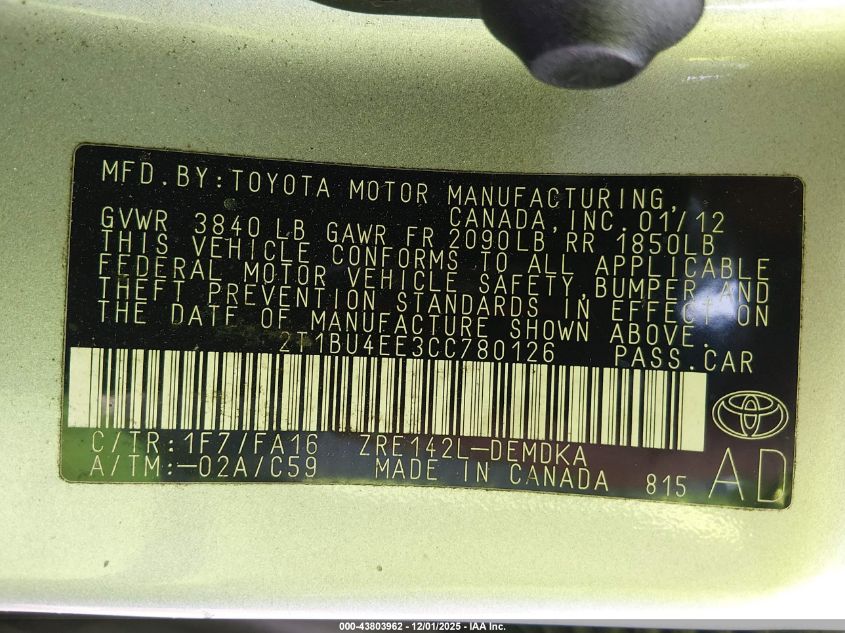 MFD.BY:TOYOTA MOTOR MANUFACTURING,
CANADA,INC.01/12
GVWR 3840 LB GAWR FR 2090LB RR 1850LB
THIS VEHICLE CONFORMS TO ALL APPLICABLE
FEDERAL MOTOR VEHICLE SAFETY,BUMPER AND
THEFT PREVENTION STANDARDS IN EFFECT ON
THE DATE OF MANUFACTURE SHOWN ABOVE.
2T1BU4EE3CC780126 PASS.CAR
C/TR:1F7/FA16 ZRE142L-DEMDKA
A/TM:-02A/C59 MADE IN CANADA 815 AD
000-43803962 - 12/01/2025 - IAA Inc.